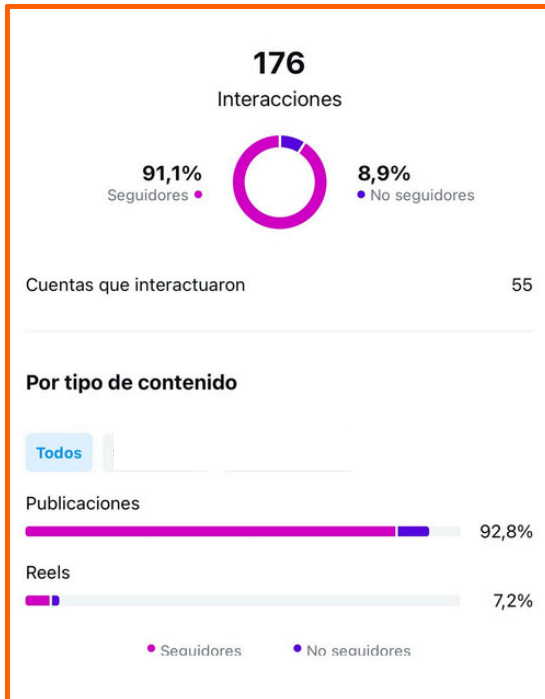 176
Interacciones
91,1%
Seguidores
8,9%
No seguidores
Cuentas que interactuaron 55
Por tipo de contenido
Todos
Publicaciones
92,8%
Reels
7,2%
Seguidores No seguidores